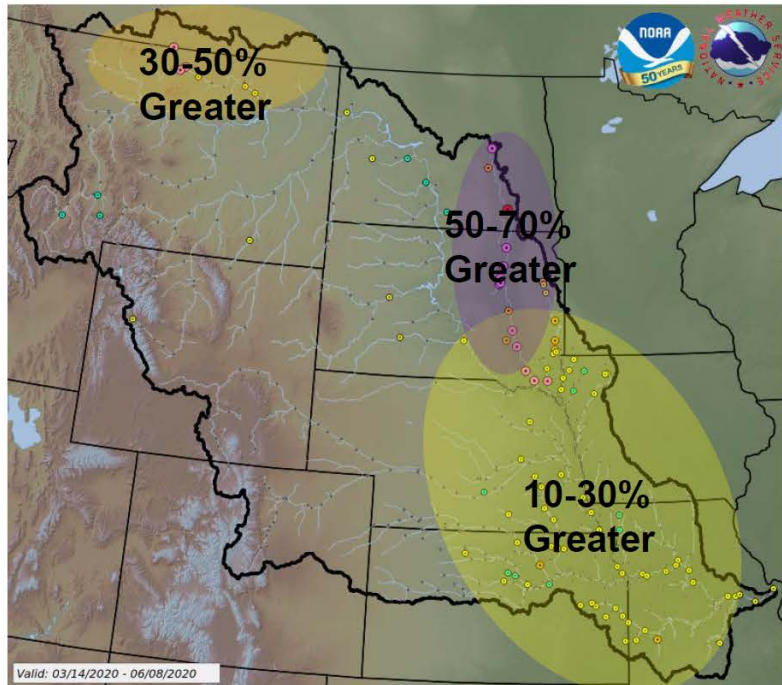 30-50%
Greater
NOAA
50 YEARS
NATIONAL WEATHER SERVICE
50-70%
Greater
10-30%
Greater
Valid: 03/14/2020 - 06/08/2020